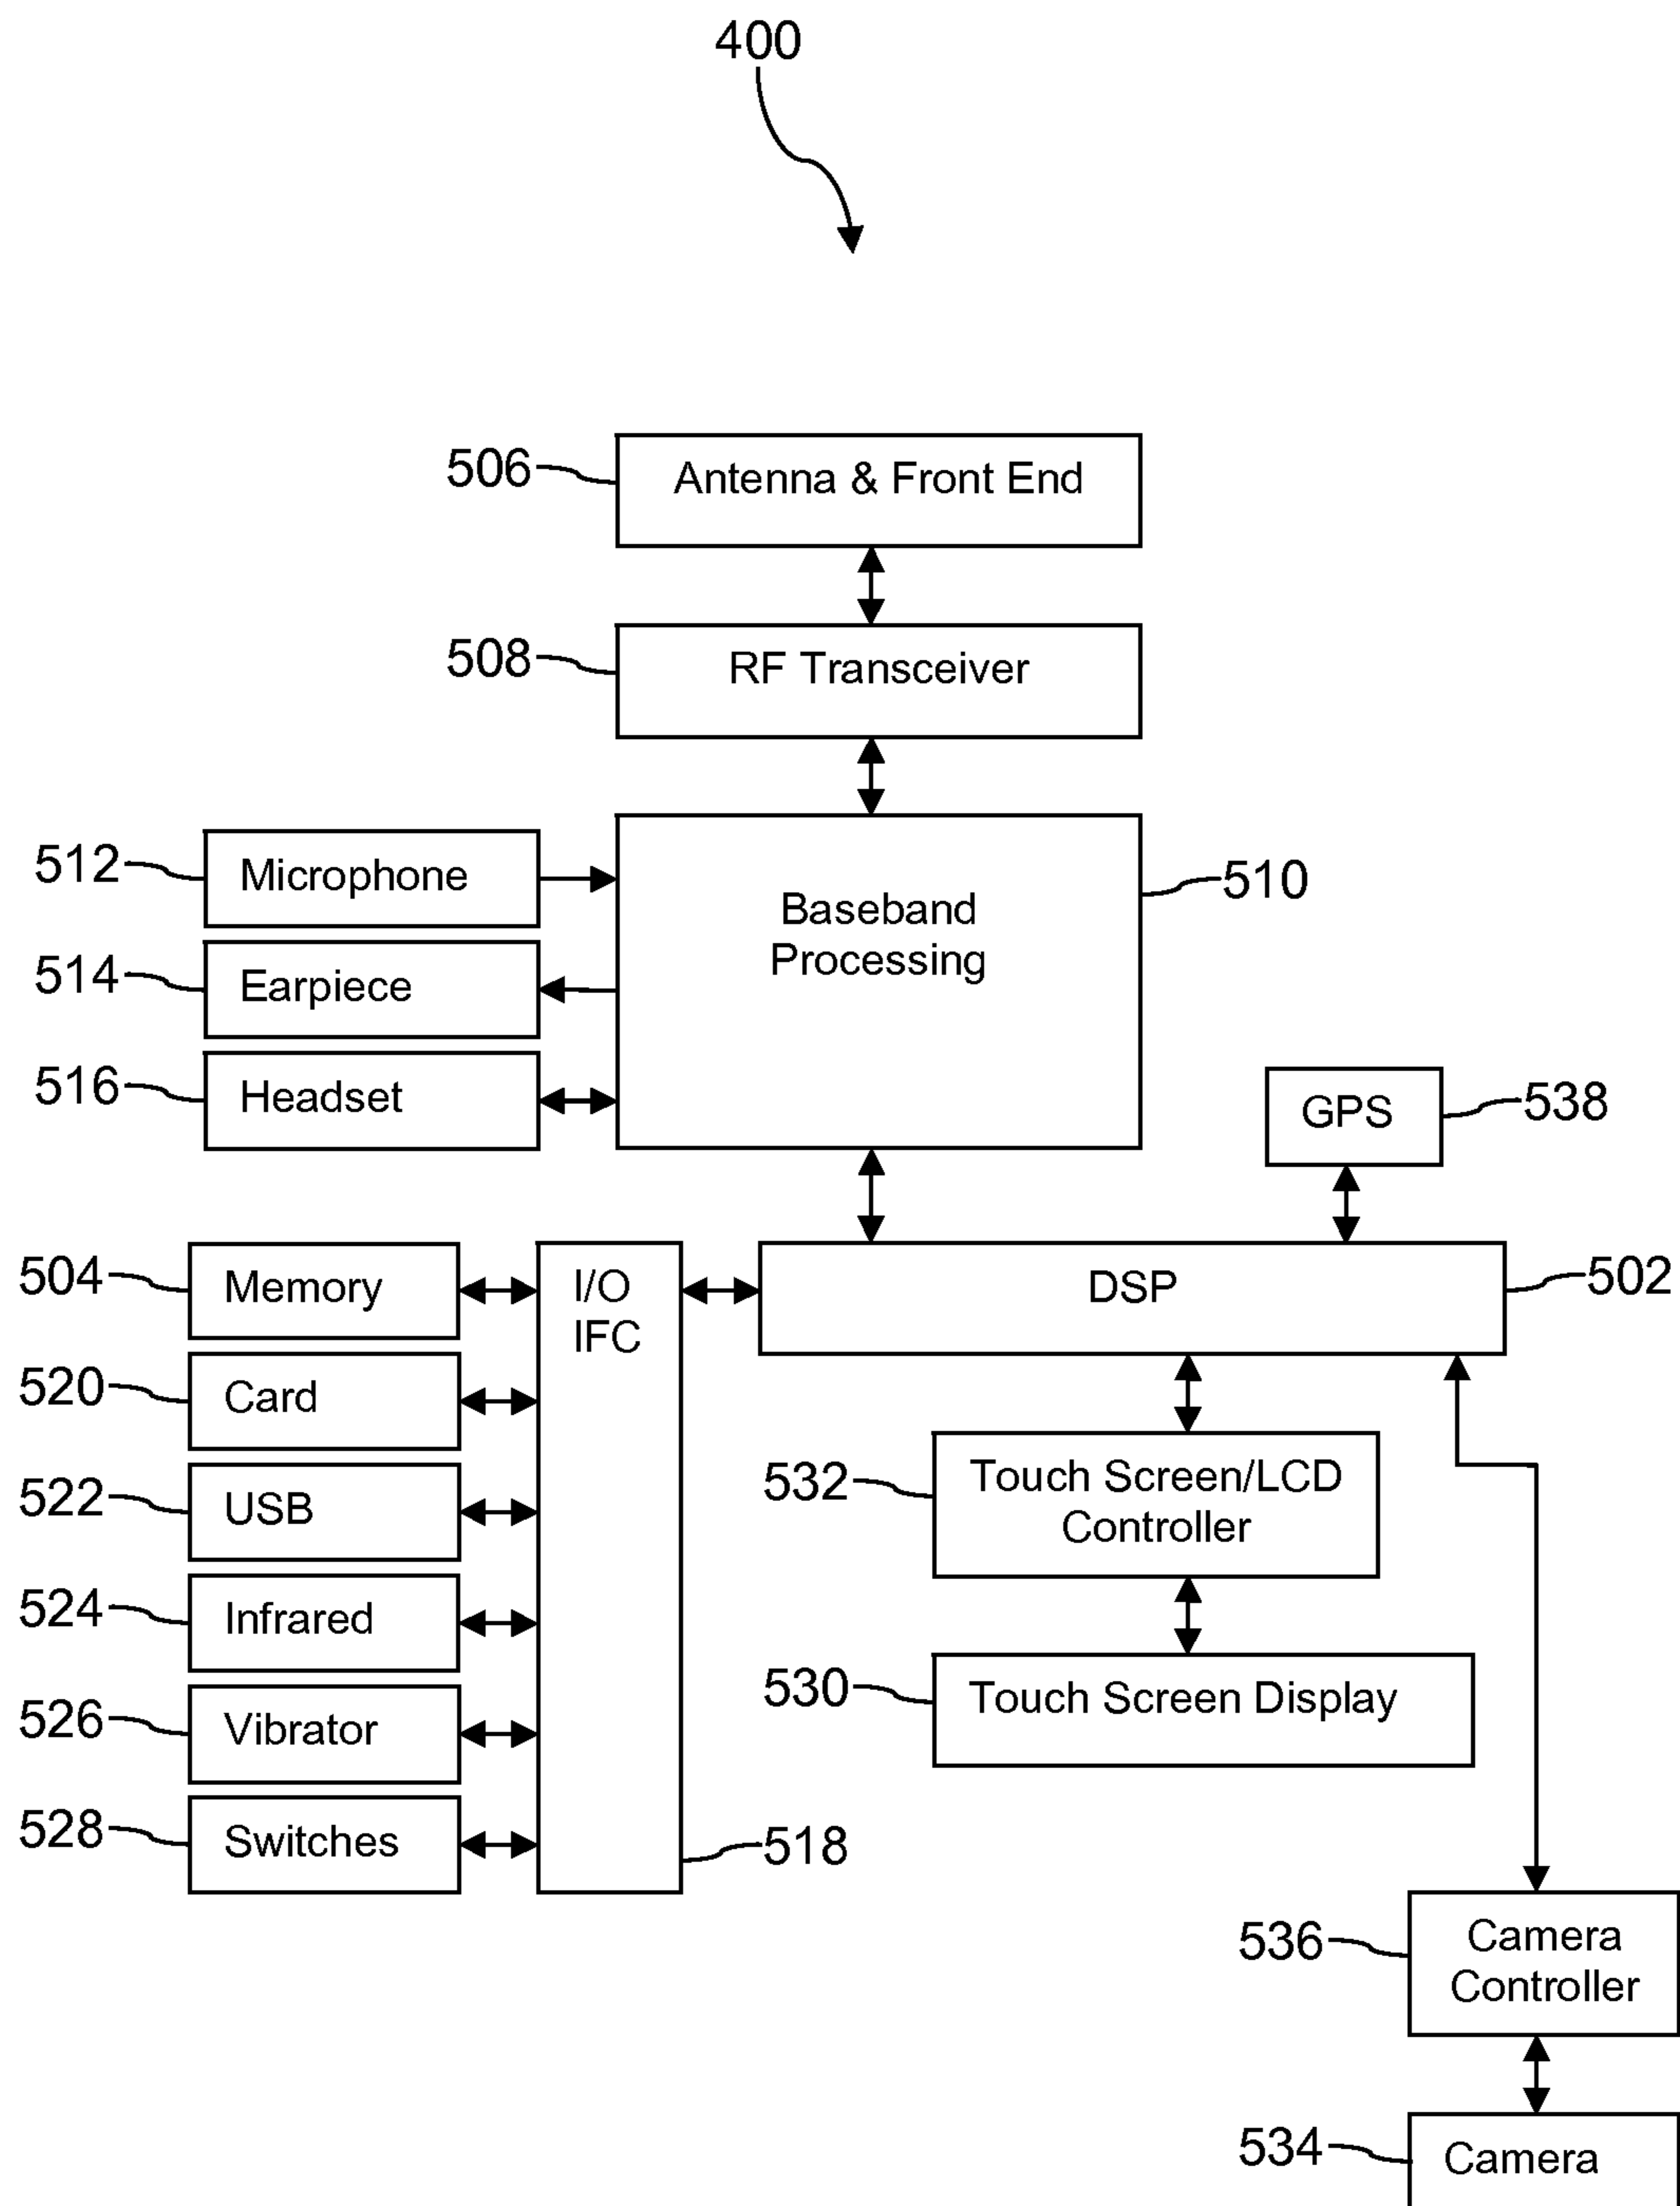 400
506
Antenna & Front End
508
RF Transceiver
512
Microphone
Baseband
Processing
510
514
Earpiece
516
Headset
GPS
538
504
Memory
I/O
IFC
DSP
502
520
Card
522
USB
532
Touch Screen/LCD
Controller
524
Infrared
530
Touch Screen Display
526
Vibrator
528
Switches
518
536
Camera
Controller
534
Camera